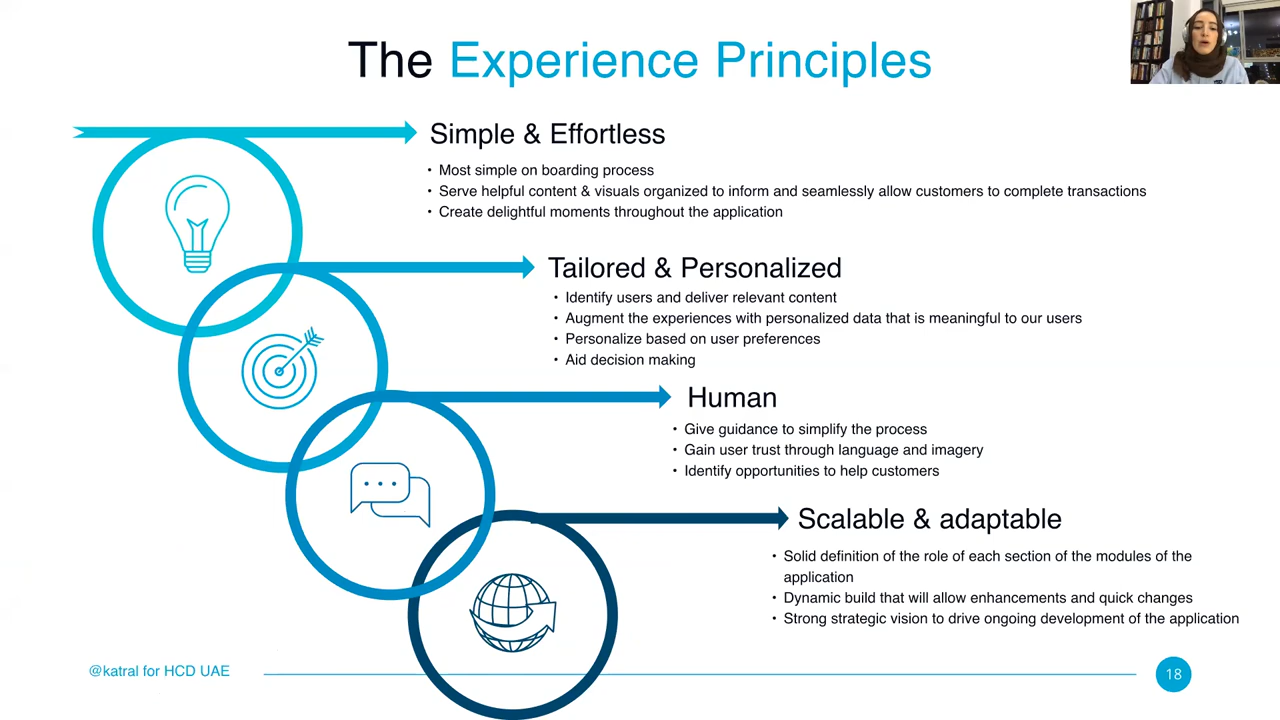 The Experience Principles
Simple & Effortless
• Most simple on boarding process
• Serve helpful content & visuals organized to inform and seamlessly allow customers to complete transactions
• Create delightful moments throughout the application
Tailored & Personalized
• Identify users and deliver relevant content
• Augment the experiences with personalized data that is meaningful to our users
• Personalize based on user preferences
• Aid decision making
Human
• Give guidance to simplify the process
• Gain user trust through language and imagery
• Identify opportunities to help customers
Scalable & adaptable
• Solid definition of the role of each section of the modules of the
application
• Dynamic build that will allow enhancements and quick changes
• Strong strategic vision to drive ongoing development of the application
@katral for HCD UAE
18